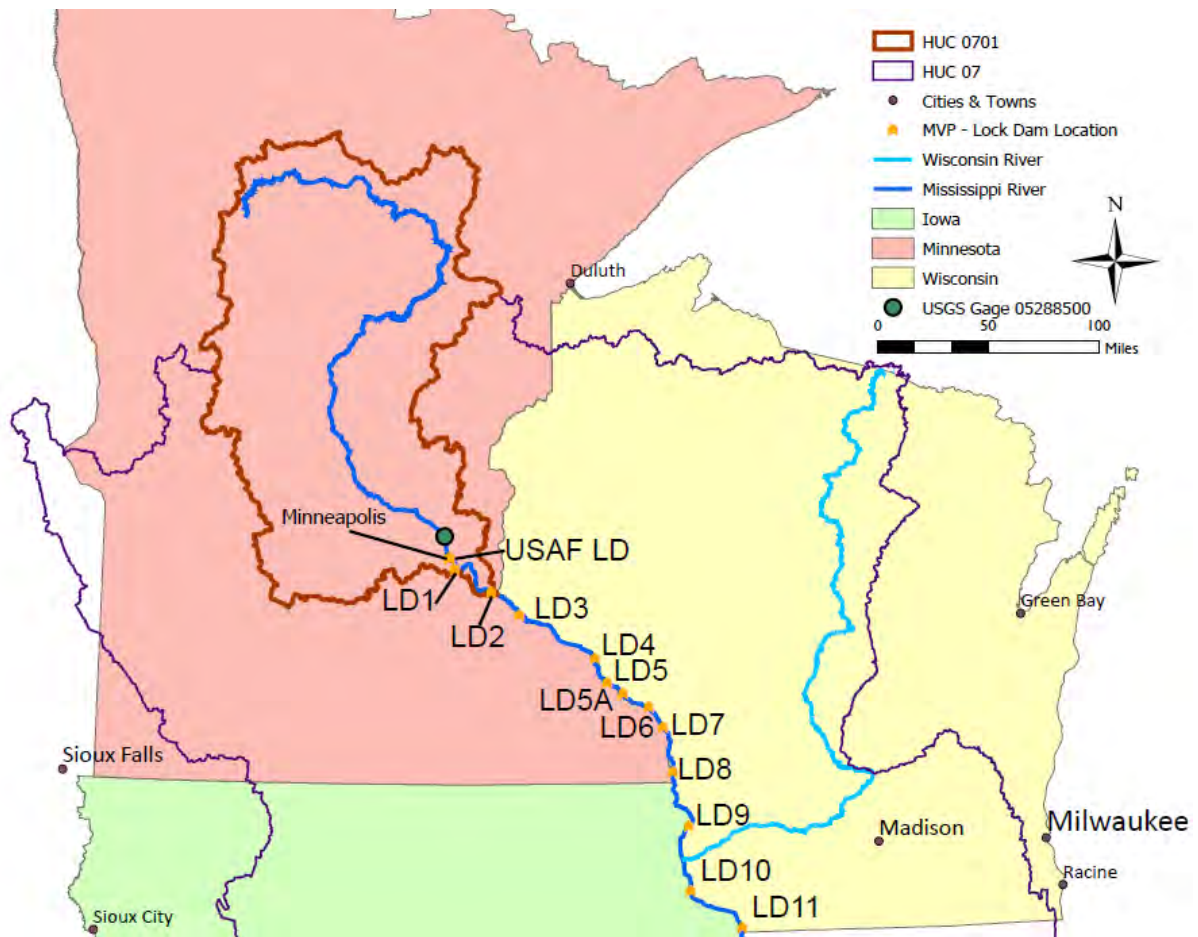 HUC 0701
HUC 07
Cities & Towns
MVP - Lock Dam Location
Wisconsin River
Mississippi River
Iowa
Minnesota
Wisconsin
USGS Gage 05288500
0 50 100
Miles
N
Duluth
Minneapolis
USAF LD
LD1
LD2
LD3
LD4
LD5
LD5A
LD6
LD7
LD8
LD9
LD10
LD11
Green Bay
Sioux Falls
Madison
Milwaukee
Racine
Sioux City